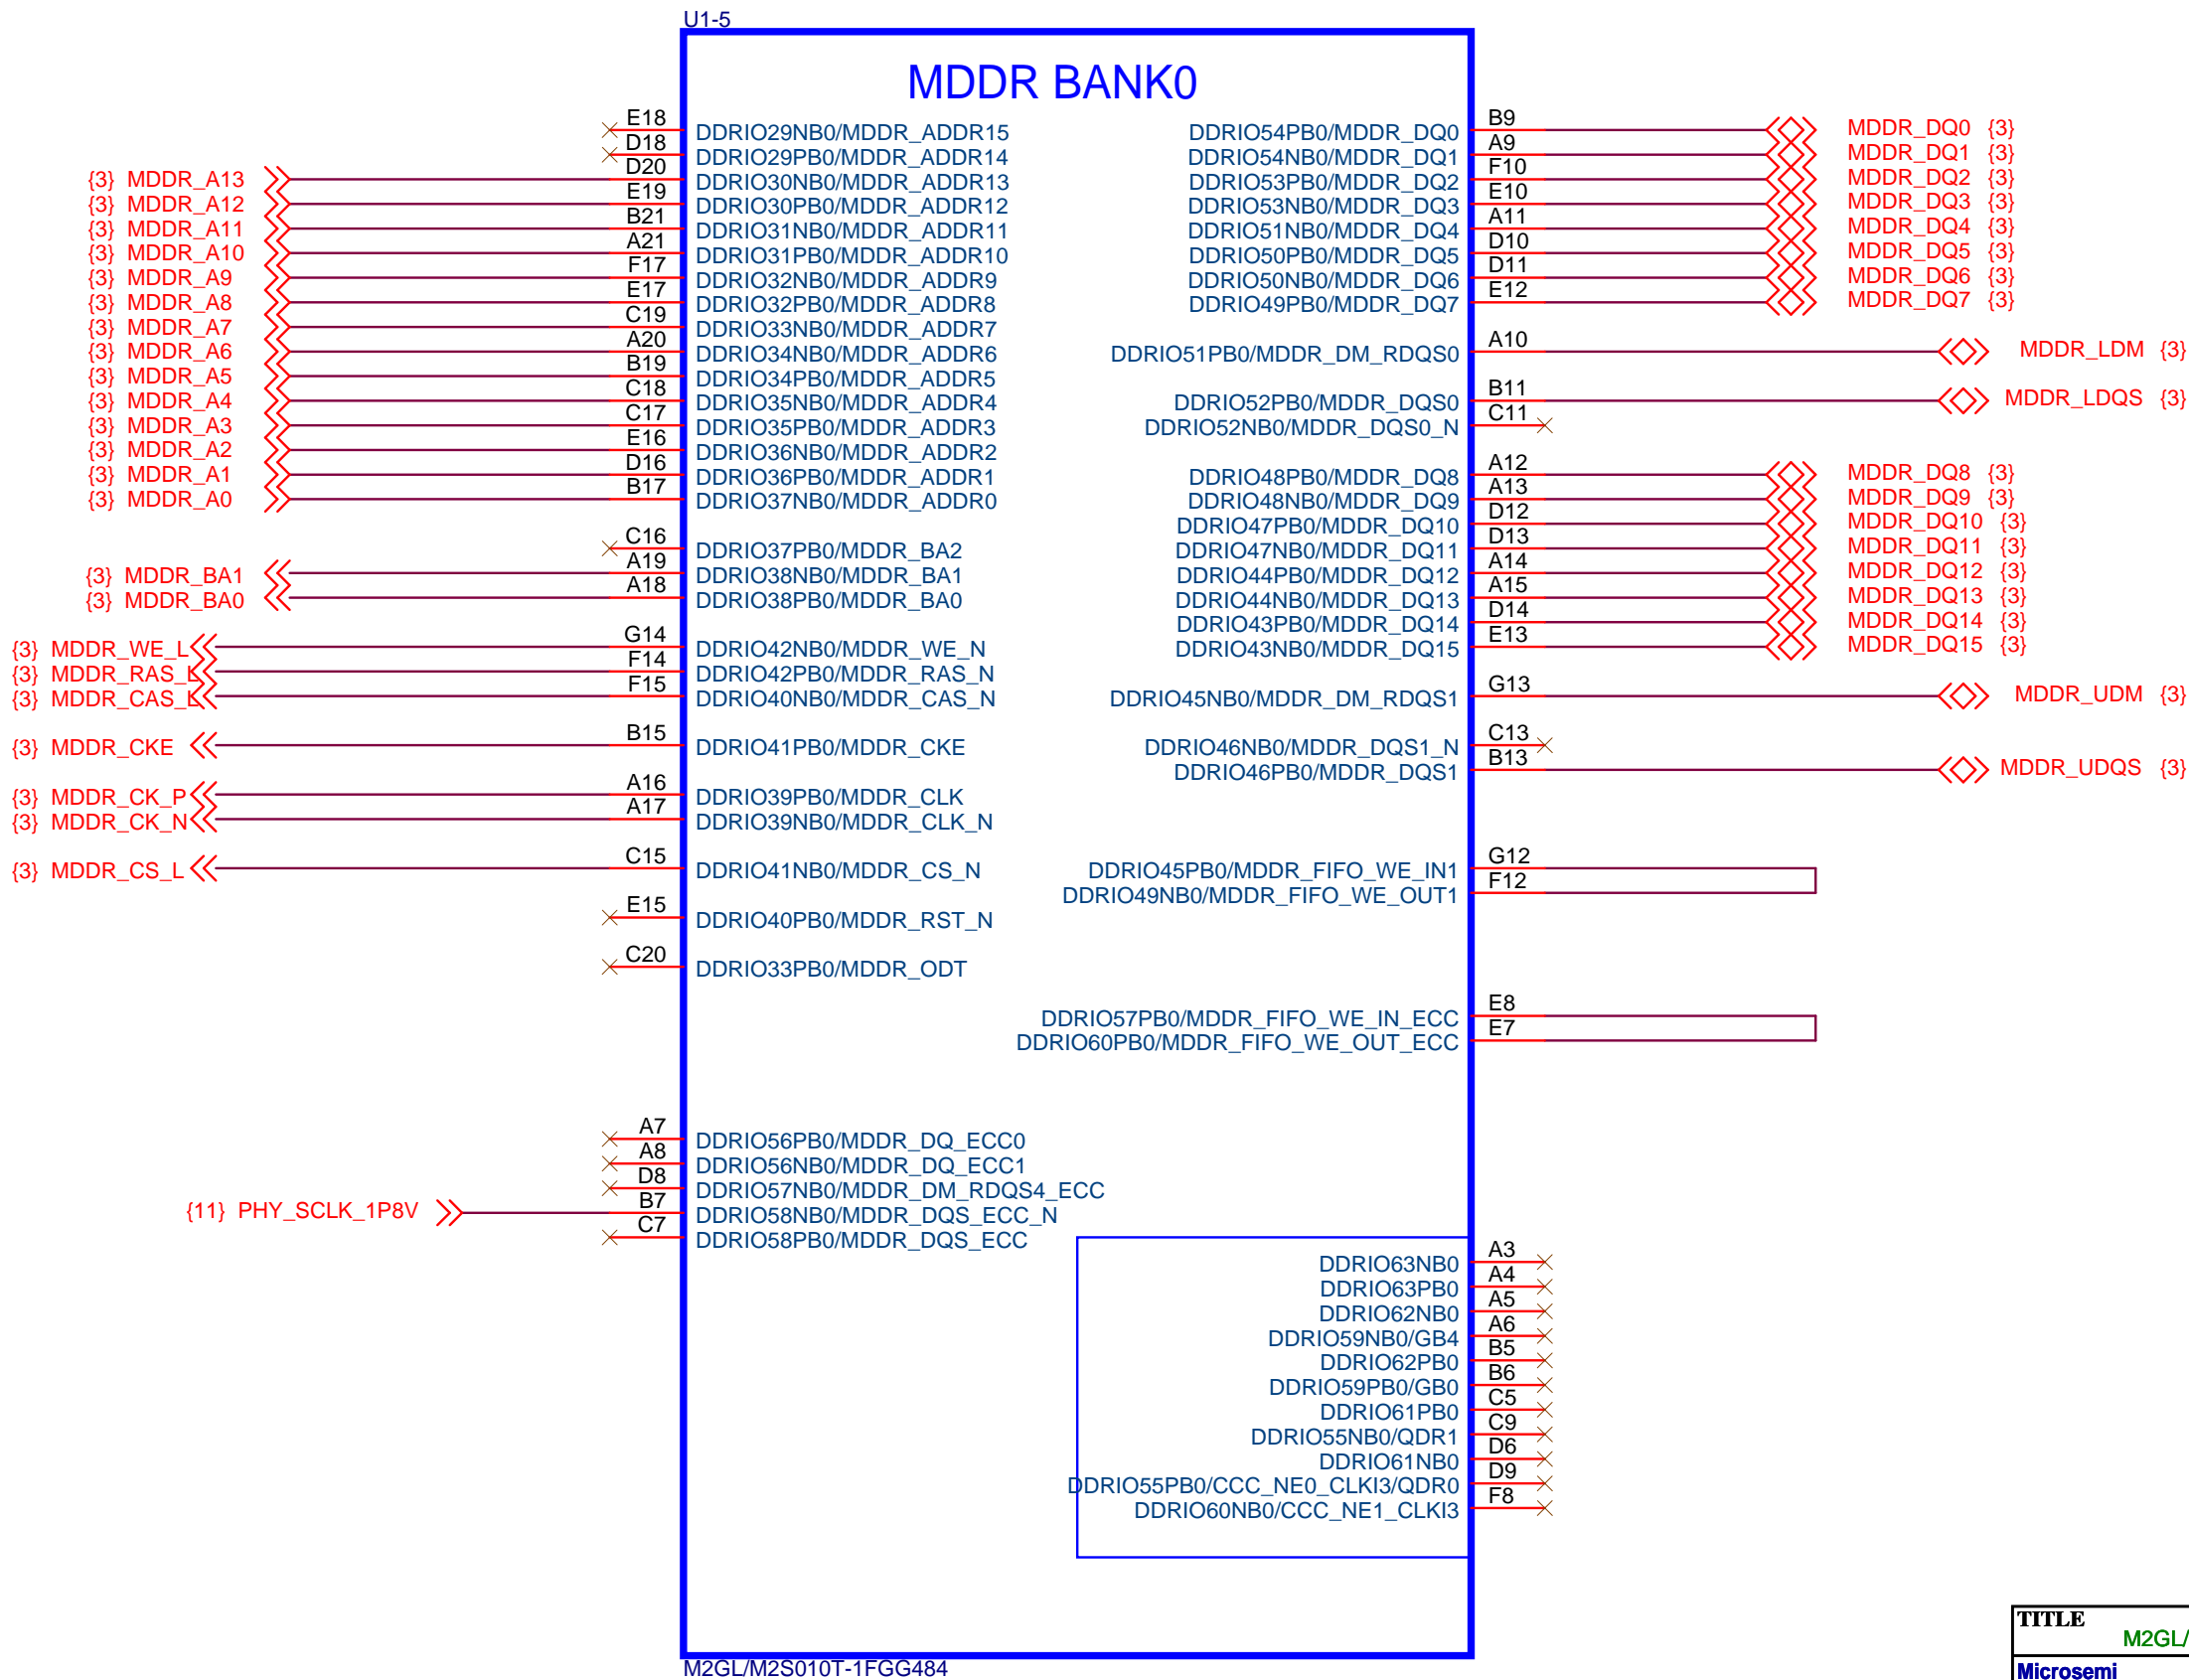 U1-5
MDDR BANK0
E18 DDRIO29NB0/MDDR_ADDR15
D18 DDRIO29PB0/MDDR_ADDR14
{3} MDDR_A13 D20 DDRIO30NB0/MDDR_ADDR13
{3} MDDR_A12 E19 DDRIO30PB0/MDDR_ADDR12
{3} MDDR_A11 B21 DDRIO31NB0/MDDR_ADDR11
{3} MDDR_A10 A21 DDRIO31PB0/MDDR_ADDR10
{3} MDDR_A9 F17 DDRIO32NB0/MDDR_ADDR9
{3} MDDR_A8 E17 DDRIO32PB0/MDDR_ADDR8
{3} MDDR_A7 C19 DDRIO33NB0/MDDR_ADDR7
{3} MDDR_A6 A20 DDRIO34NB0/MDDR_ADDR6
{3} MDDR_A5 B19 DDRIO34PB0/MDDR_ADDR5
{3} MDDR_A4 C18 DDRIO35NB0/MDDR_ADDR4
{3} MDDR_A3 C17 DDRIO35PB0/MDDR_ADDR3
{3} MDDR_A2 E16 DDRIO36NB0/MDDR_ADDR2
{3} MDDR_A1 D16 DDRIO36PB0/MDDR_ADDR1
{3} MDDR_A0 B17 DDRIO37NB0/MDDR_ADDR0
C16 DDRIO37PB0/MDDR_BA2
{3} MDDR_BA1 A19 DDRIO38NB0/MDDR_BA1
{3} MDDR_BA0 A18 DDRIO38PB0/MDDR_BA0
{3} MDDR_WE_L G14 DDRIO42NB0/MDDR_WE_N
{3} MDDR_RAS_L F14 DDRIO42PB0/MDDR_RAS_N
{3} MDDR_CAS_L F15 DDRIO40NB0/MDDR_CAS_N
{3} MDDR_CKE B15 DDRIO41PB0/MDDR_CKE
{3} MDDR_CK_P A16 DDRIO39PB0/MDDR_CLK
{3} MDDR_CK_N A17 DDRIO39NB0/MDDR_CLK_N
{3} MDDR_CS_L C15 DDRIO41NB0/MDDR_CS_N
E15 DDRIO40PB0/MDDR_RST_N
C20 DDRIO33PB0/MDDR_ODT
A7 DDRIO56PB0/MDDR_DQ_ECC0
A8 DDRIO56NB0/MDDR_DQ_ECC1
D8 DDRIO57NB0/MDDR_DM_RDQS4_ECC
{11} PHY_SCLK_1P8V B7 DDRIO58NB0/MDDR_DQS_ECC_N
C7 DDRIO58PB0/MDDR_DQS_ECC
DDRIO54PB0/MDDR_DQ0 B9 MDDR_DQ0 {3}
DDRIO54NB0/MDDR_DQ1 A9 MDDR_DQ1 {3}
DDRIO53PB0/MDDR_DQ2 F10 MDDR_DQ2 {3}
DDRIO53NB0/MDDR_DQ3 E10 MDDR_DQ3 {3}
DDRIO51NB0/MDDR_DQ4 A11 MDDR_DQ4 {3}
DDRIO50PB0/MDDR_DQ5 D10 MDDR_DQ5 {3}
DDRIO50NB0/MDDR_DQ6 D11 MDDR_DQ6 {3}
DDRIO49PB0/MDDR_DQ7 E12 MDDR_DQ7 {3}
DDRIO51PB0/MDDR_DM_RDQS0 A10 MDDR_LDM {3}
DDRIO52PB0/MDDR_DQS0 B11 MDDR_LDQS {3}
DDRIO52NB0/MDDR_DQS0_N C11
DDRIO48PB0/MDDR_DQ8 A12 MDDR_DQ8 {3}
DDRIO48NB0/MDDR_DQ9 A13 MDDR_DQ9 {3}
DDRIO47PB0/MDDR_DQ10 D12 MDDR_DQ10 {3}
DDRIO47NB0/MDDR_DQ11 D13 MDDR_DQ11 {3}
DDRIO44PB0/MDDR_DQ12 A14 MDDR_DQ12 {3}
DDRIO44NB0/MDDR_DQ13 A15 MDDR_DQ13 {3}
DDRIO43PB0/MDDR_DQ14 D14 MDDR_DQ14 {3}
DDRIO43NB0/MDDR_DQ15 E13 MDDR_DQ15 {3}
DDRIO45NB0/MDDR_DM_RDQS1 G13 MDDR_UDM {3}
DDRIO46NB0/MDDR_DQS1_N C13
DDRIO46PB0/MDDR_DQS1 B13 MDDR_UDQS {3}
DDRIO45PB0/MDDR_FIFO_WE_IN1 G12
DDRIO49NB0/MDDR_FIFO_WE_OUT1 F12
DDRIO57PB0/MDDR_FIFO_WE_IN_ECC E8
DDRIO60PB0/MDDR_FIFO_WE_OUT_ECC E7
DDRIO63NB0 A3
DDRIO63PB0 A4
DDRIO62NB0 A5
DDRIO59NB0/GB4 A6
DDRIO62PB0 B5
DDRIO59PB0/GB0 B6
DDRIO61PB0 C5
DDRIO55NB0/QDR1 C9
DDRIO61NB0 D6
DDRIO55PB0/CCC_NE0_CLKI3/QDR0 D9
DDRIO60NB0/CCC_NE1_CLKI3 F8
M2GL/M2S010T-1FGG484
TITLE
M2GL/
Microsemi